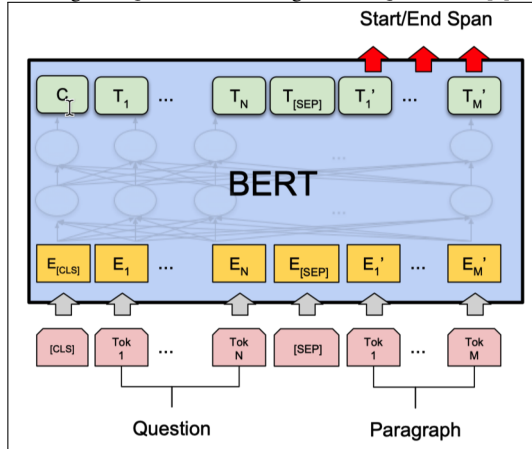 Start/End Span
C T1 ... TN T[SEP] T1' ... TM'
...
BERT
...
E[CLS] E1 ... EN E[SEP] E1' ... EM'
[CLS] Tok 1 ... Tok N [SEP] Tok 1 ... Tok M
Question Paragraph